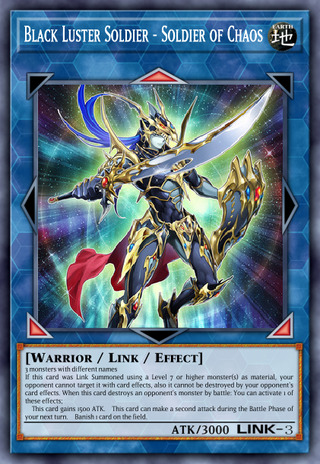 Black Luster Soldier - Soldier of Chaos
EARTH
地
[Warrior / Link / Effect]
3 monsters with different names
If this card was Link Summoned using a Level 7 or higher monster(s) as material, your
opponent cannot target it with card effects, also it cannot be destroyed by your opponent's
card effects. When this card destroys an opponent's monster by battle: You can activate 1 of
these effects;
This card gains 1500 ATK. This card can make a second attack during the Battle Phase of
your next turn. Banish 1 card on the field.
ATK/3000 LINK-3